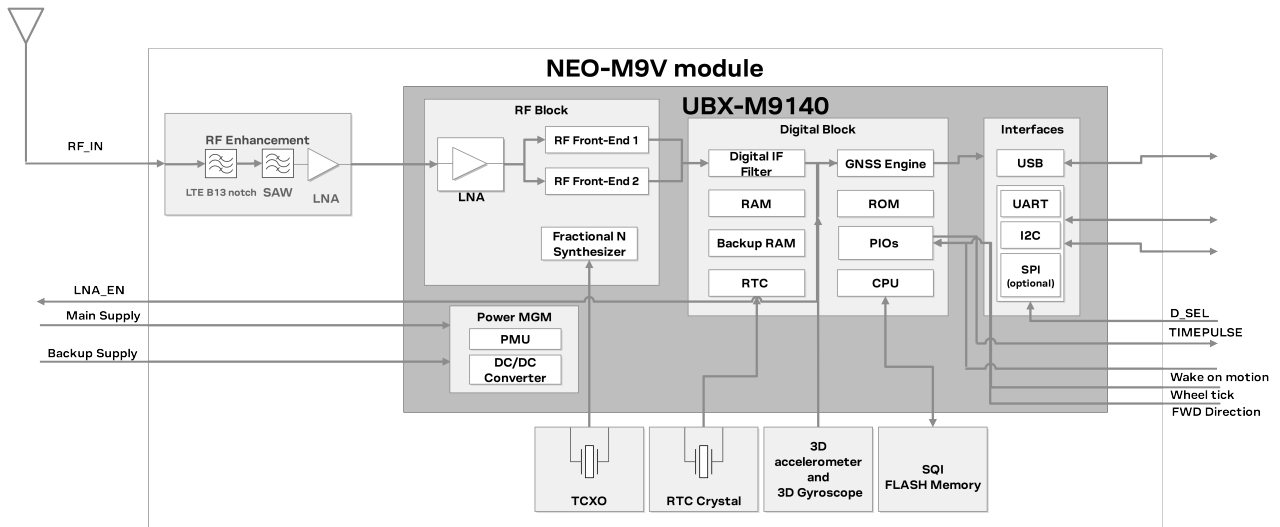 NEO-M9V module
UBX-M9140
RF_IN
RF Enhancement
LTE B13 notch
SAW
LNA
RF Block
LNA
RF Front-End 1
RF Front-End 2
Fractional N
Synthesizer
Digital Block
Digital IF
Filter
GNSS Engine
RAM
ROM
Backup RAM
PIOs
RTC
CPU
Interfaces
USB
UART
I2C
SPI
(optional)
LNA_EN
Main Supply
Backup Supply
Power MGM
PMU
DC/DC
Converter
D_SEL
TIMEPULSE
Wake on motion
Wheel tick
FWD Direction
TCXO
RTC Crystal
3D
accelerometer
and
3D Gyroscope
SQI
FLASH Memory